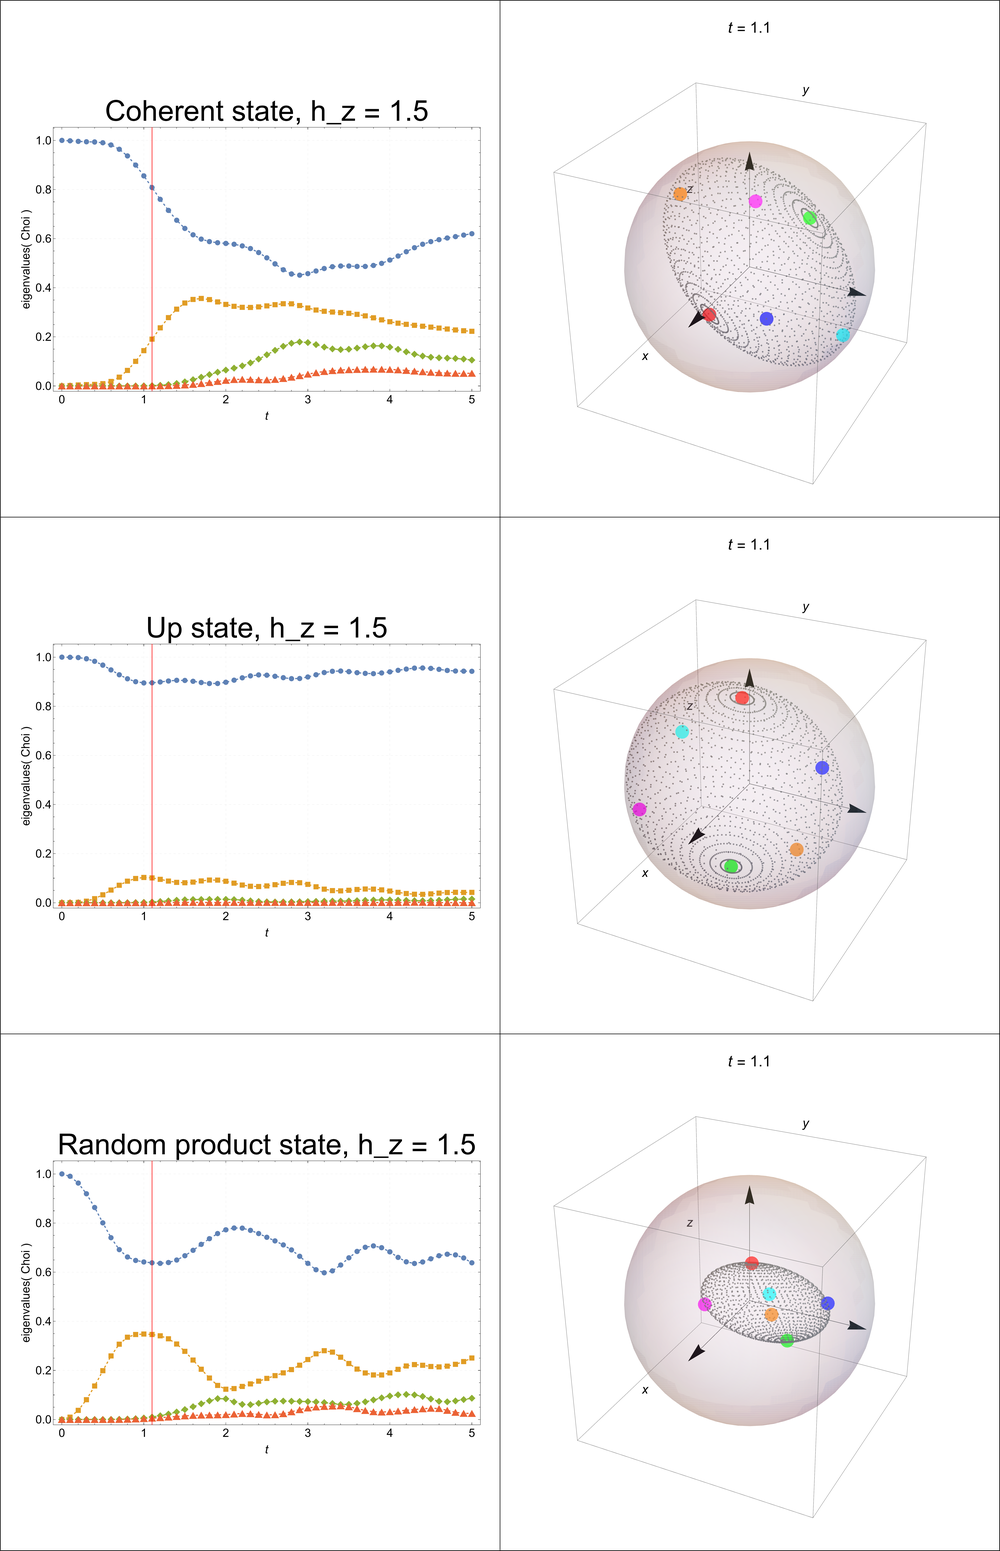 t = 1.1
Coherent state, h_z = 1.5
eigenvalues( Choi )
1.0
0.8
0.6
0.4
0.2
0.0
0 1 2 3 4 5
t
y
z
x
t = 1.1
Up state, h_z = 1.5
eigenvalues( Choi )
1.0
0.8
0.6
0.4
0.2
0.0
0 1 2 3 4 5
t
y
z
x
t = 1.1
Random product state, h_z = 1.5
eigenvalues( Choi )
1.0
0.8
0.6
0.4
0.2
0.0
0 1 2 3 4 5
t
y
z
x